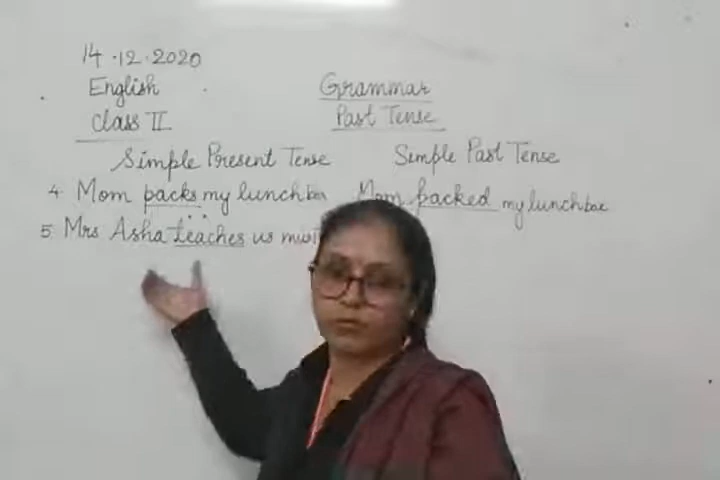 14.12.2020
English Grammar
Class II Past Tense
Simple Present Tense Simple Past Tense
4. Mom packs my lunchbox Mom packed my lunchbox
5. Mrs Asha teaches us